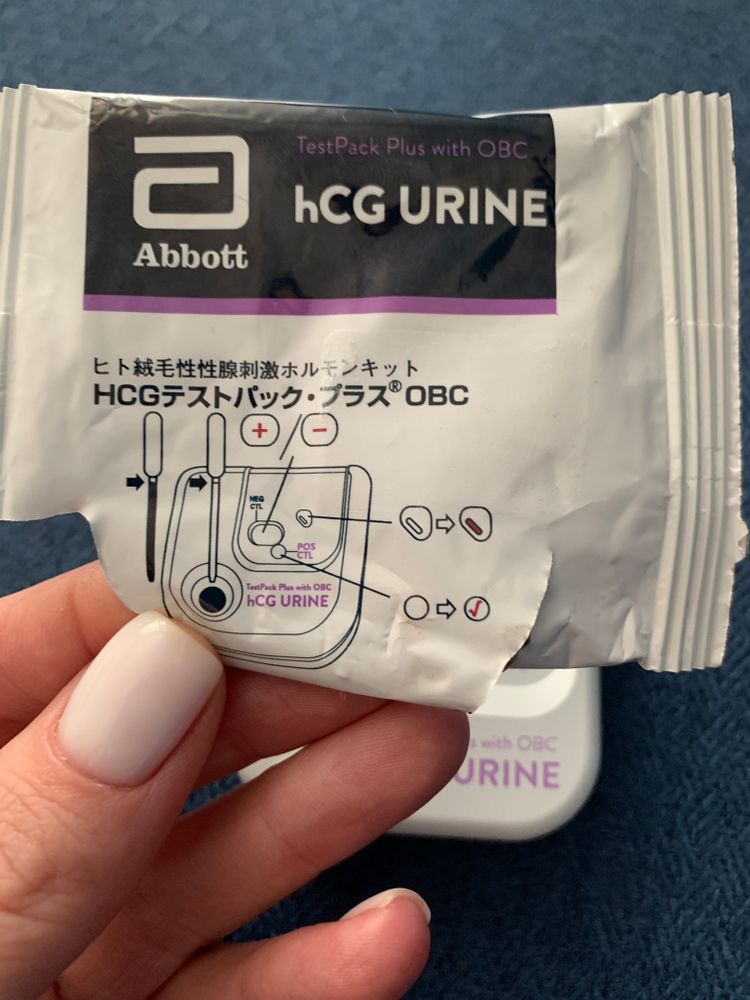 TestPack Plus with OBC
hCG URINE
Abbott
ヒト絨毛性性腺刺激ホルモンキット
HCGテストパック・プラス® OBC
+ −
NEG
CTL
POS
CTL
TestPack Plus with OBC
hCG URINE
with OBC
URINE